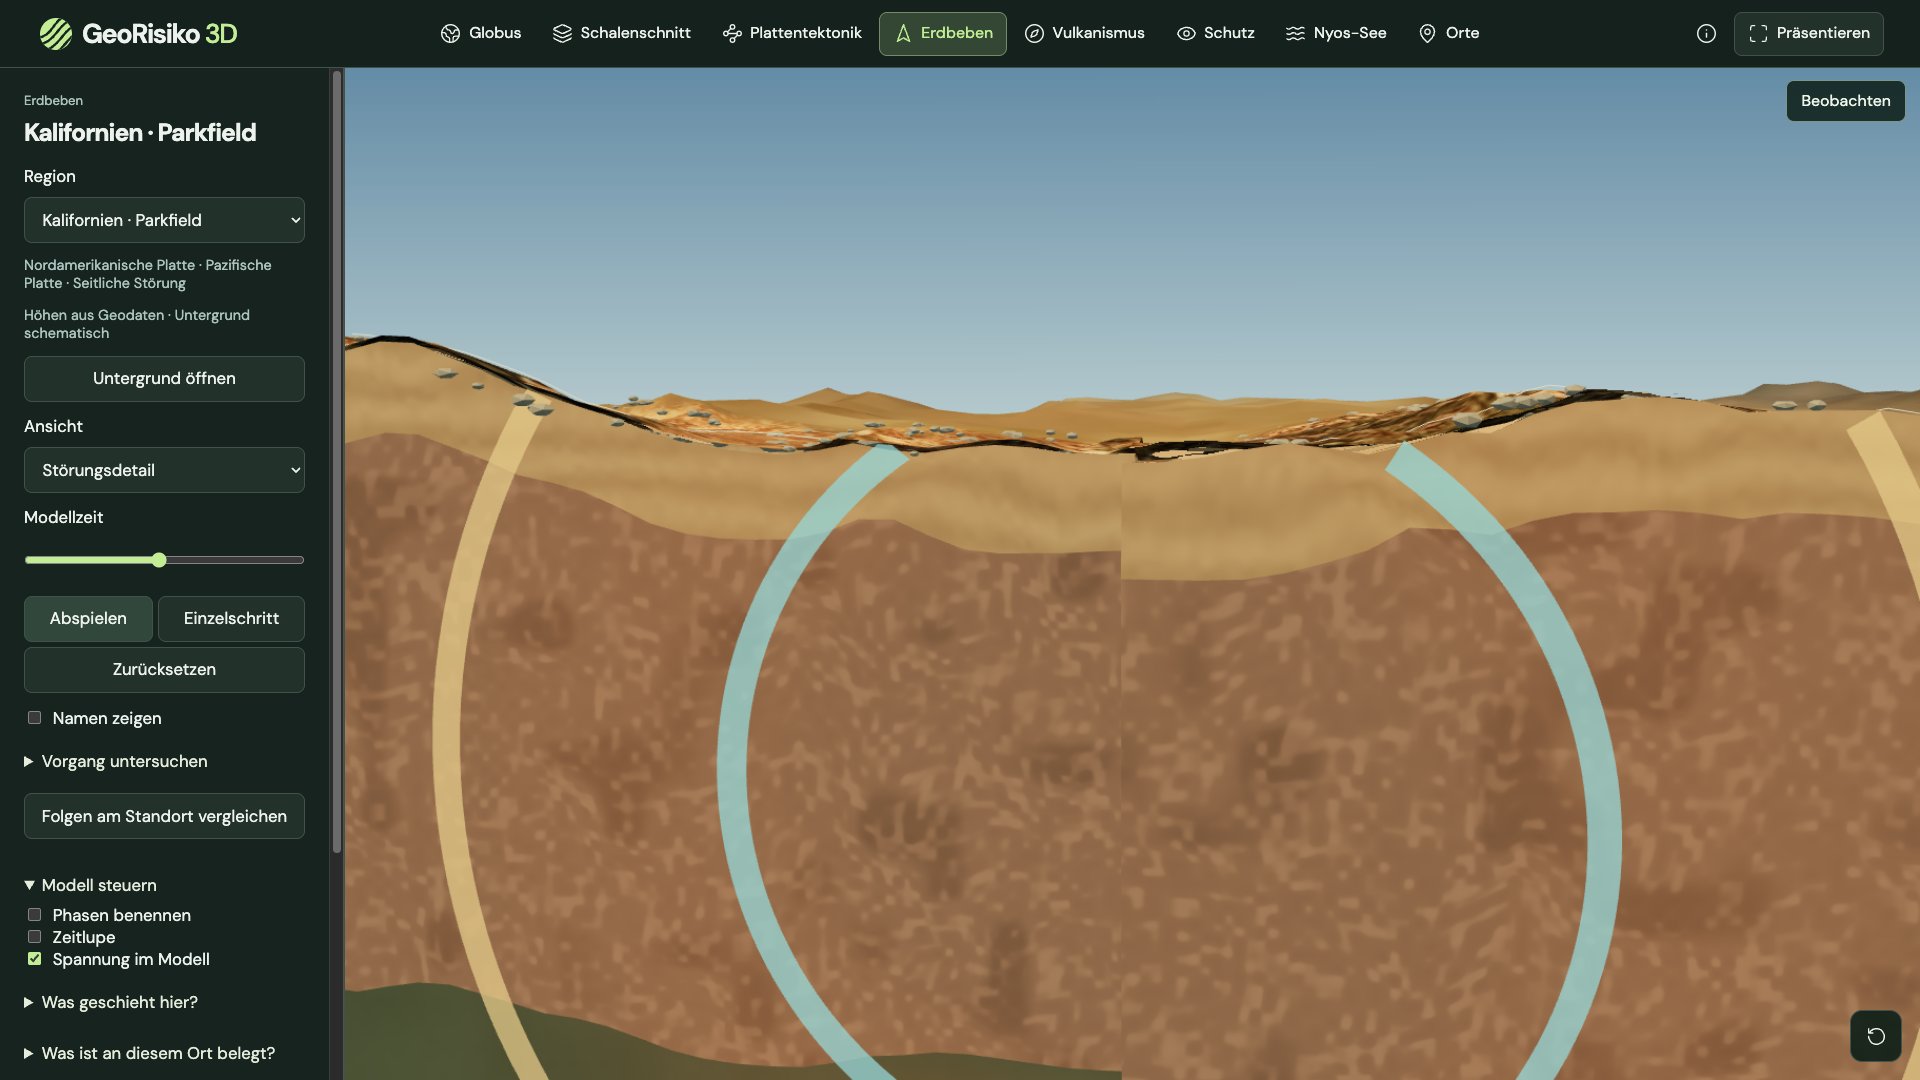 GeoRisiko 3D
Globus
Schalenschnitt
Plattentektonik
Erdbeben
Vulkanismus
Schutz
Nyos-See
Orte
Präsentieren
Erdbeben
Kalifornien · Parkfield
Region
Kalifornien · Parkfield
Nordamerikanische Platte · Pazifische
Platte · Seitliche Störung
Höhen aus Geodaten · Untergrund
schematisch
Untergrund öffnen
Ansicht
Störungsdetail
Modellzeit
Abspielen
Einzelschritt
Zurücksetzen
Namen zeigen
Vorgang untersuchen
Folgen am Standort vergleichen
Modell steuern
Phasen benennen
Zeitlupe
Spannung im Modell
Was geschieht hier?
Was ist an diesem Ort belegt?
Beobachten